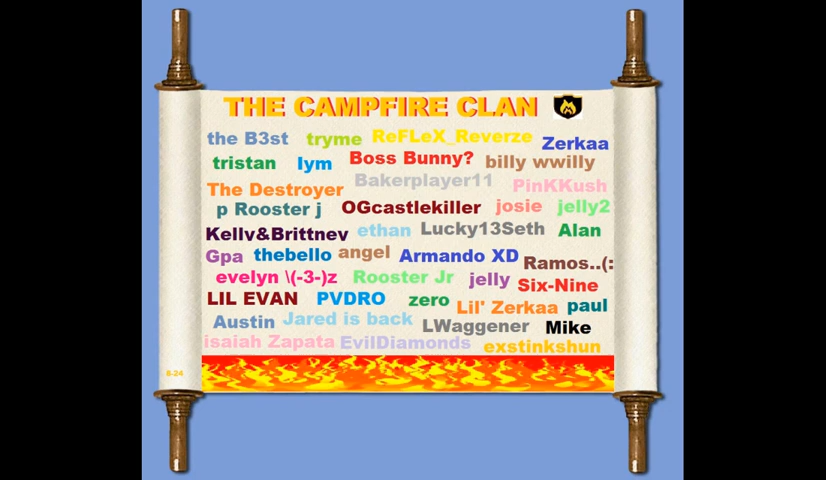 THE CAMPFIRE CLAN
the B3st tryme ReFLeX_Reverze Zerkaa
tristan lym Boss Bunny? billy wwilly
The Destroyer Bakerplayer11 PinKKush
p Rooster j OGcastlekiller josie jelly2
Kellv&Brittnev ethan Lucky13Seth Alan
Gpa thebello angel Armando XD Ramos..(:
evelyn \(-3-)z Rooster Jr jelly Six-Nine
LIL EVAN PVDRO zero Lil' Zerkaa paul
Austin Jared is back LWaggener Mike
isaiah Zapata EvilDiamonds exstinkshun
8-24